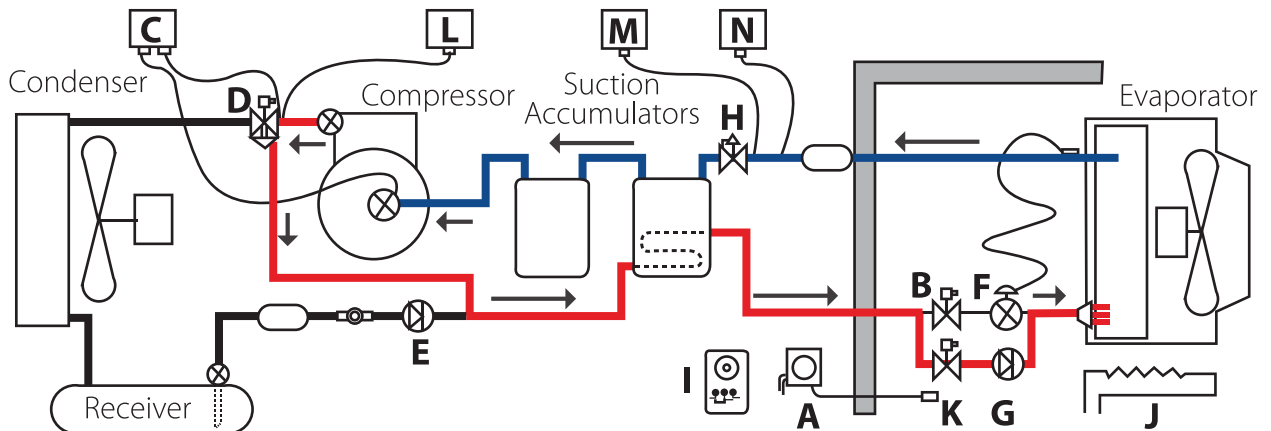 C
L
M
N
Condenser
D
Compressor
Suction
Accumulators
H
Evaporator
B
F
E
I
A
K
G
J
Receiver